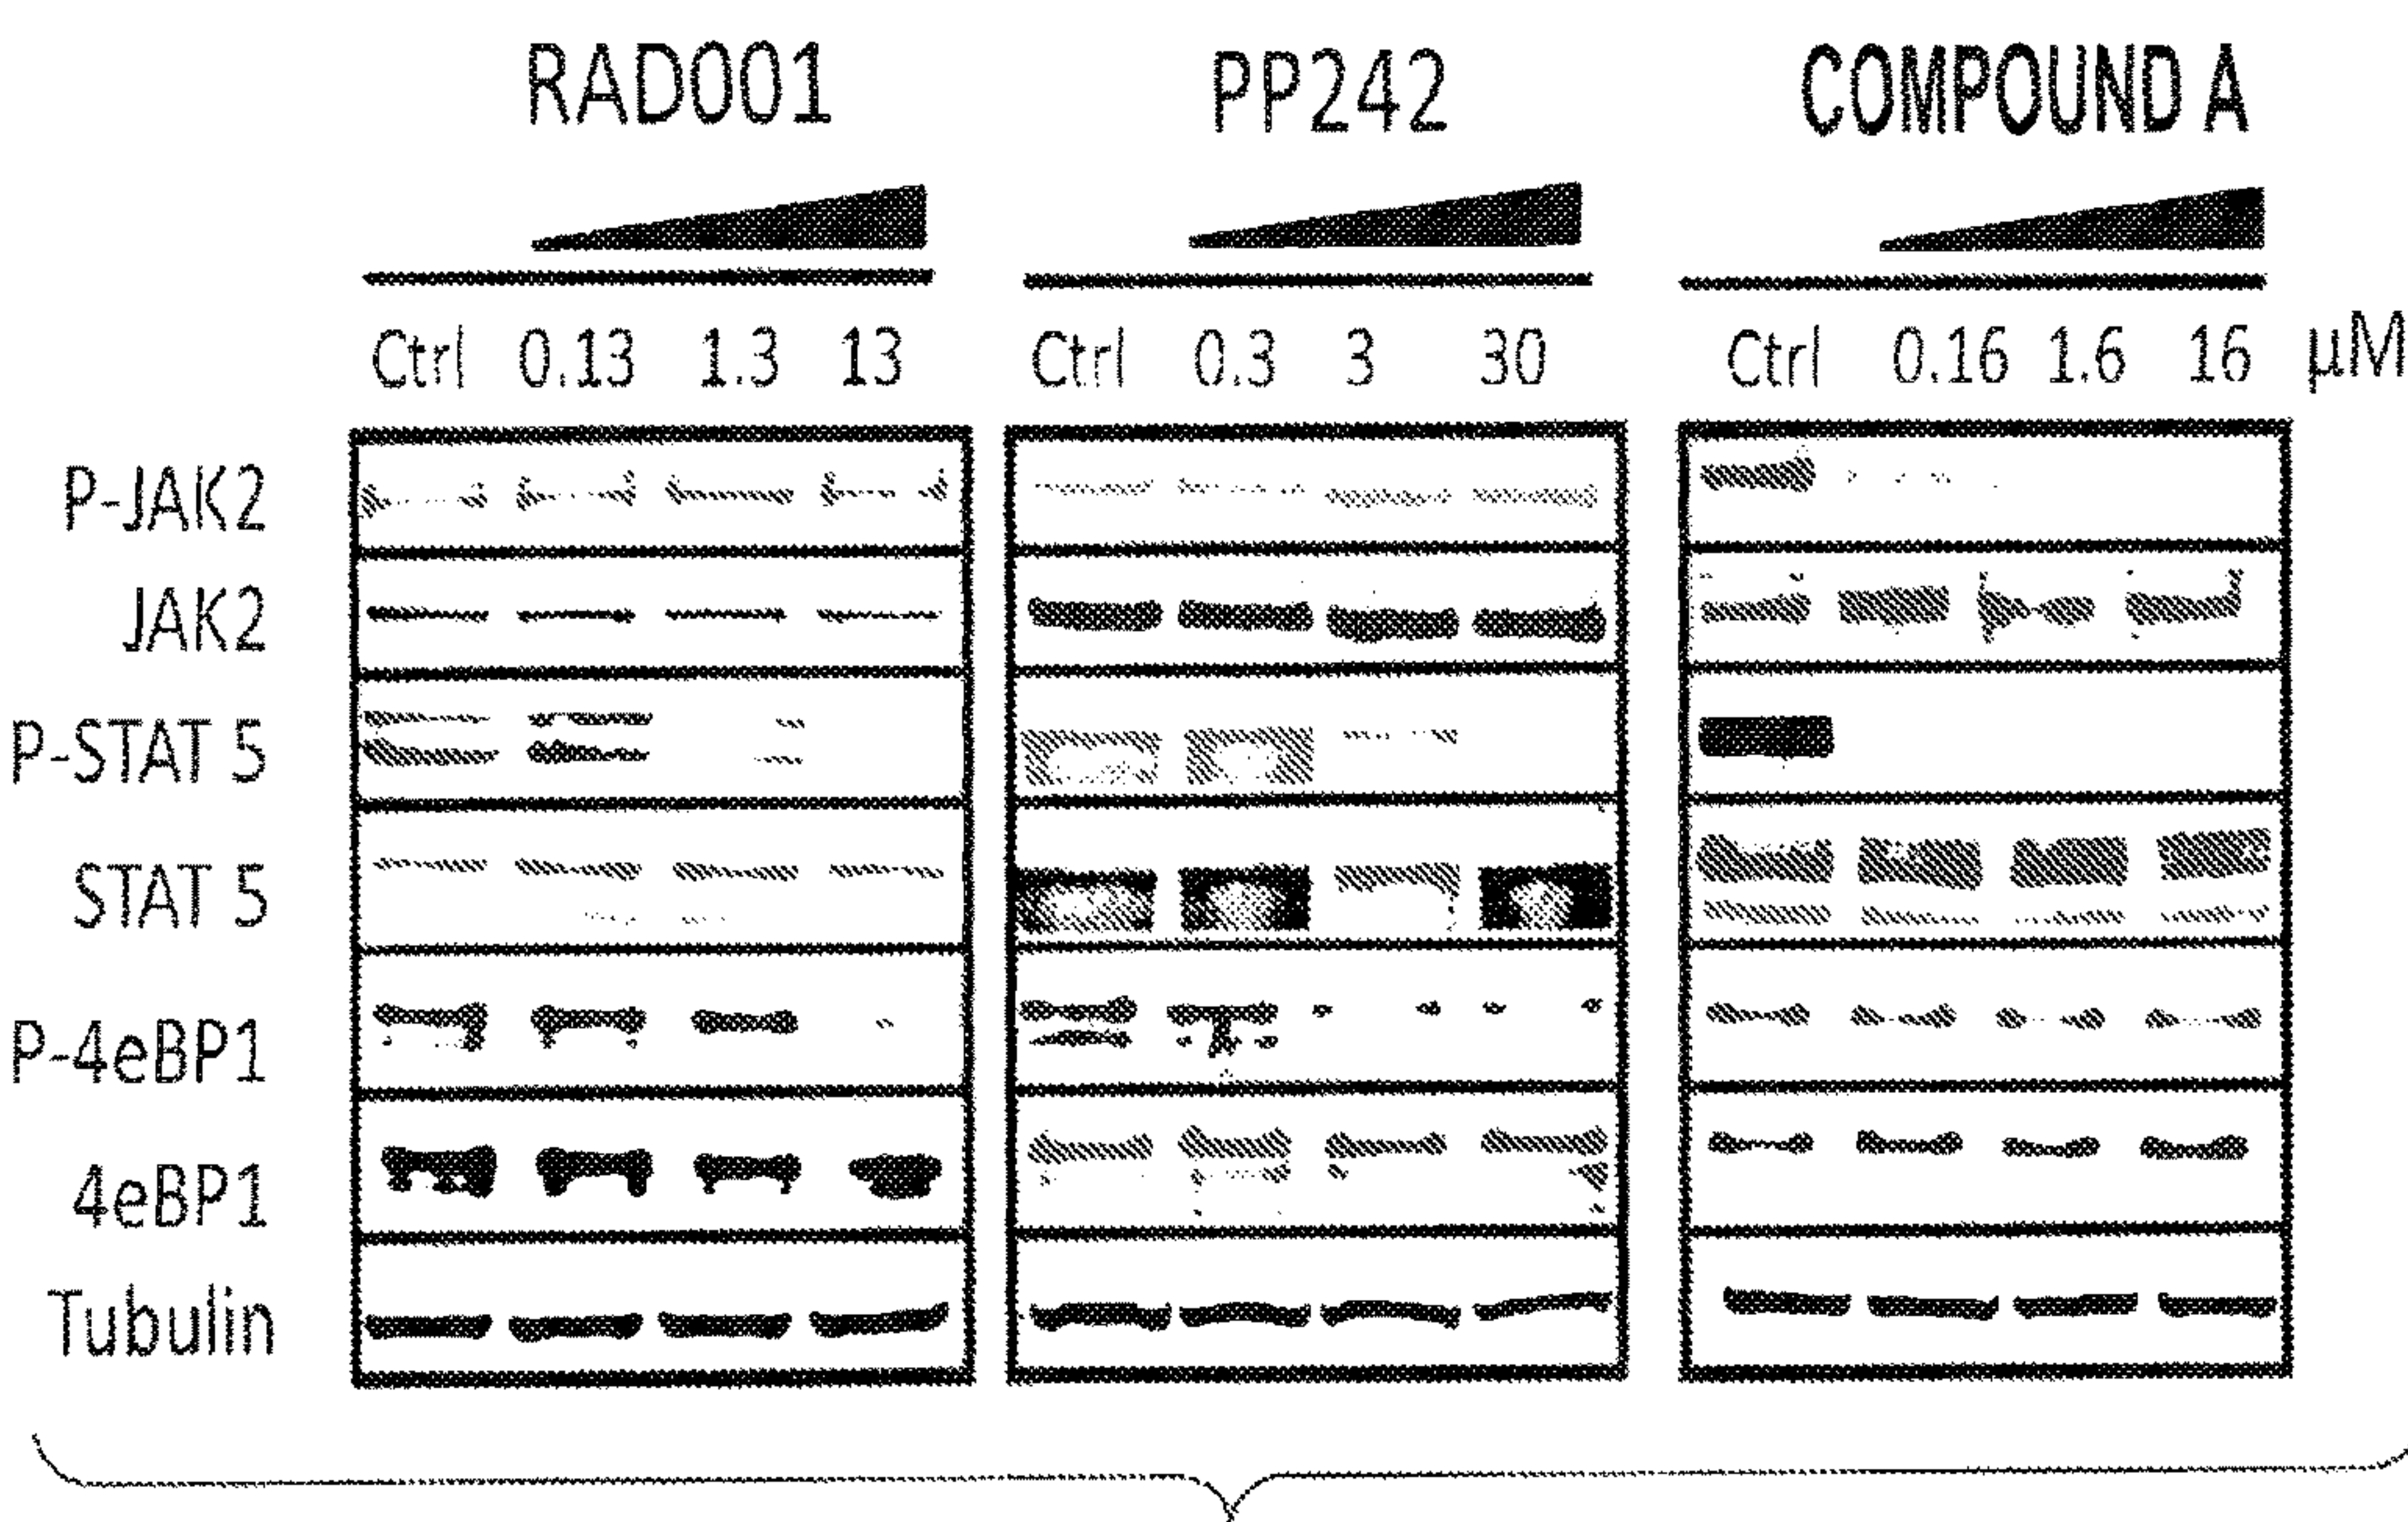 RAD001 PP242 COMPOUND A
Ctrl 0.13 1.3 13 Ctrl 0.3 3 30 Ctrl 0.16 1.6 16 µM
P-JAK2
JAK2
P-STAT 5
STAT 5
P-4eBP1
4eBP1
Tubulin